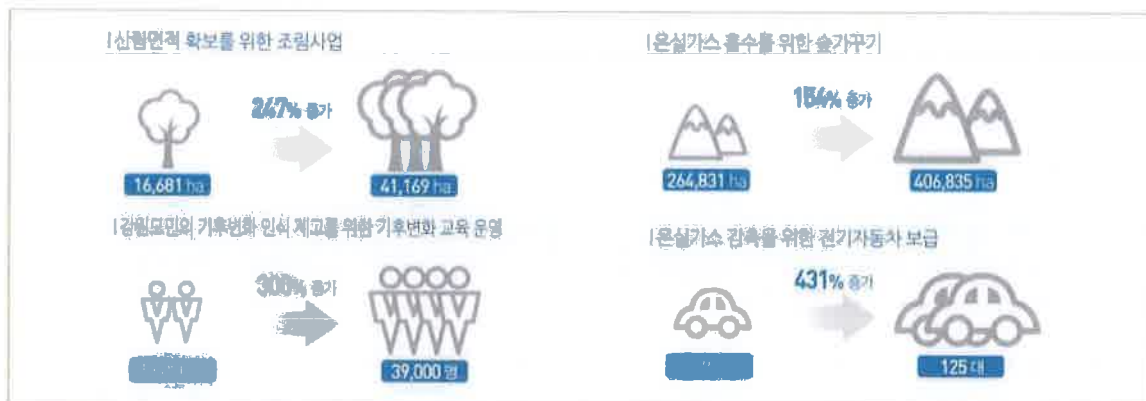 | 산림면적 확보를 위한 조림사업
247% 증가
16,681 ha
41,169 ha
| 온실가스 흡수를 위한 숲가꾸기
154% 증가
264,831 ha
406,835 ha
| 강원도민의 기후변화 인식 제고를 위한 기후변화 교육 운영
300% 증가
39,000 명
| 온실가스 감축을 위한 전기자동차 보급
431% 증가
125 대